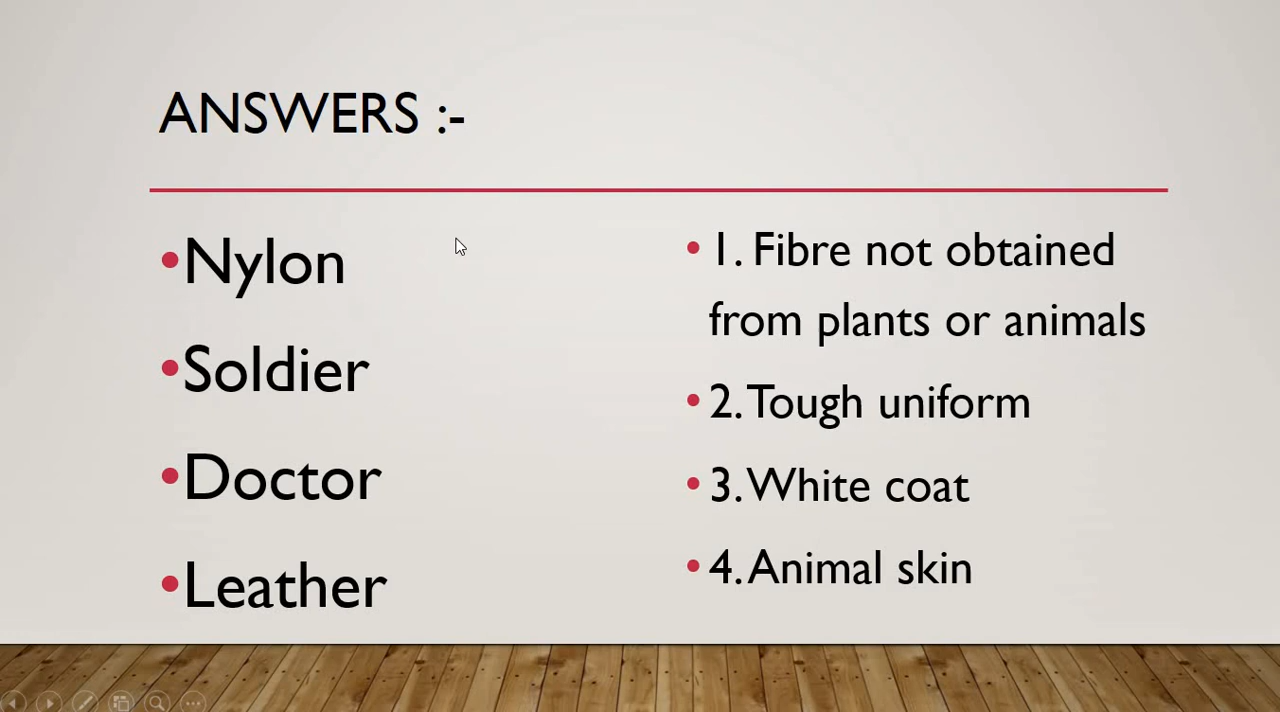 ANSWERS :-
•Nylon
•Soldier
•Doctor
•Leather
•1. Fibre not obtained
from plants or animals
•2. Tough uniform
•3. White coat
•4. Animal skin